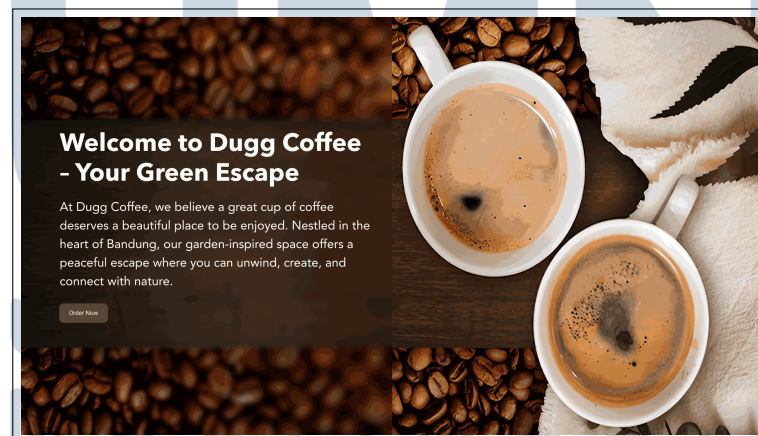 Welcome to Dugg Coffee
– Your Green Escape
At Dugg Coffee, we believe a great cup of coffee
deserves a beautiful place to be enjoyed. Nestled in the
heart of Bandung, our garden-inspired space offers a
peaceful escape where you can unwind, create, and
connect with nature.
Order Now